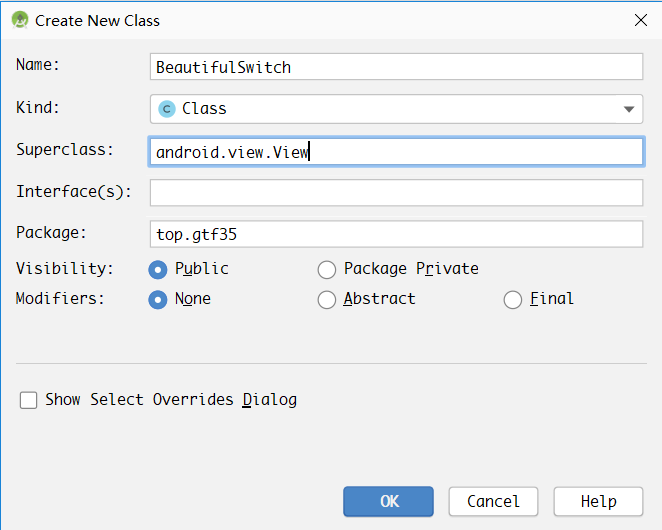 Create New Class
Name: BeautifulSwitch
Kind: C Class
Superclass: android.view.View
Interface(s):
Package: top.gtf35
Visibility: Public Package Private
Modifiers: None Abstract Final
Show Select Overrides Dialog
OK Cancel Help